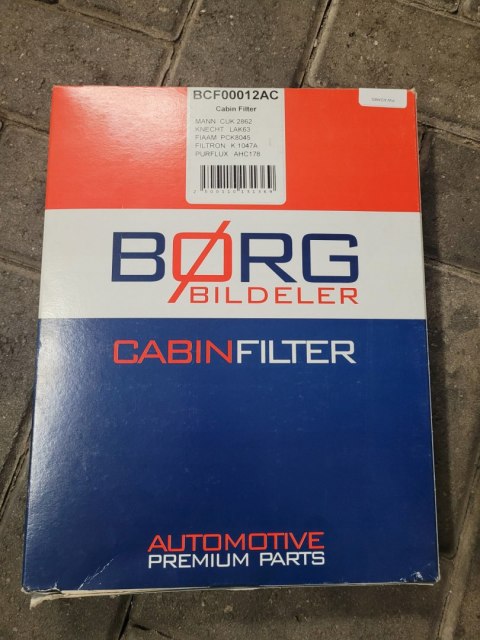 BCF00012AC
Cabin Filter
MANN CUK 2862
KNECHT LAK63
FIAAM PCK8045
FILTRON K 1047A
PURFLUX AHC178
BØRG
BILDELER
CABINFILTER
AUTOMOTIVE
PREMIUM PARTS